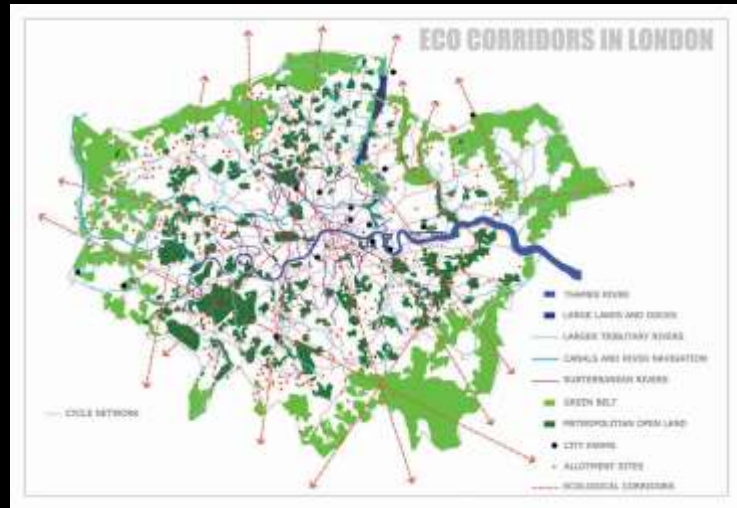 ECO CORRIDORS IN LONDON
THAMES RIVER
LARGE LAKES AND DOCKS
LARGER TRIBUTARY RIVERS
CANALS AND RIVER NAVIGATION
SUBTERRANEAN RIVERS
GREEN BELT
METROPOLITAN OPEN LAND
CITY FARMS
ALLOTMENT SITES
ECOLOGICAL CORRIDORS
CYCLE NETWORK